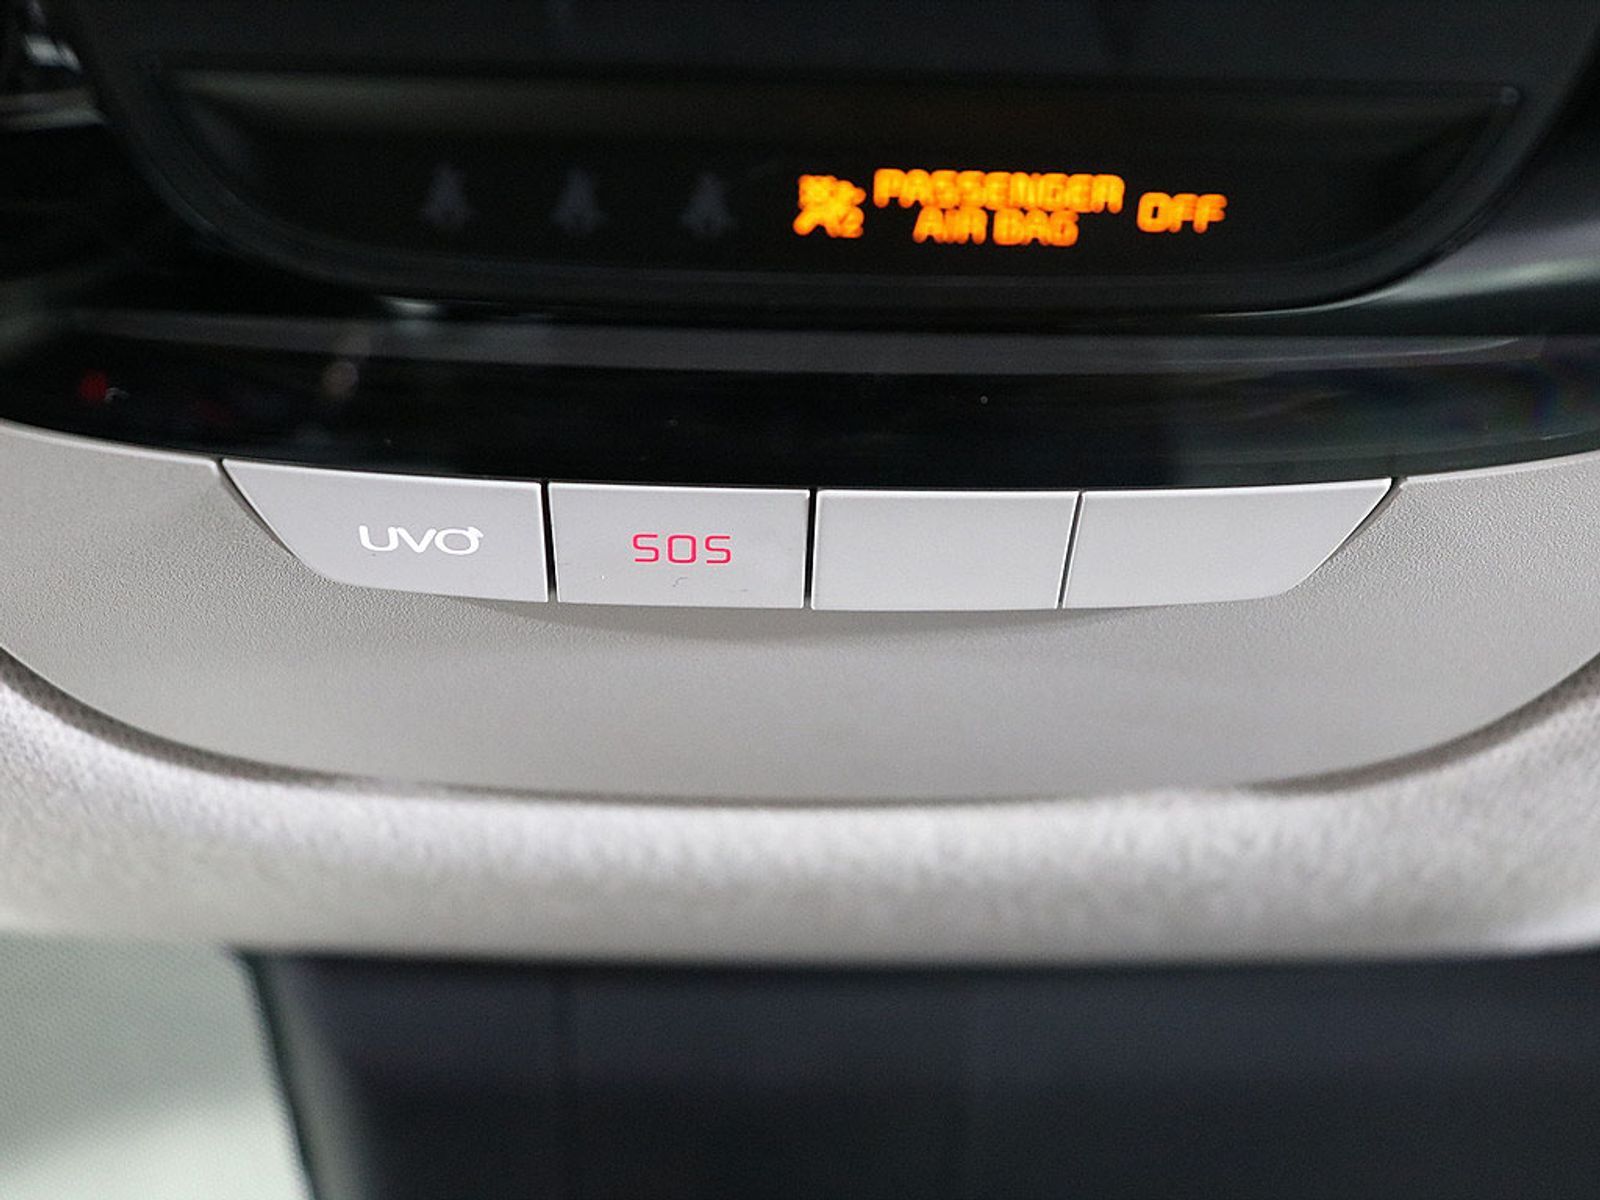 PASSENGER
AIR BAG OFF
UVO
SOS